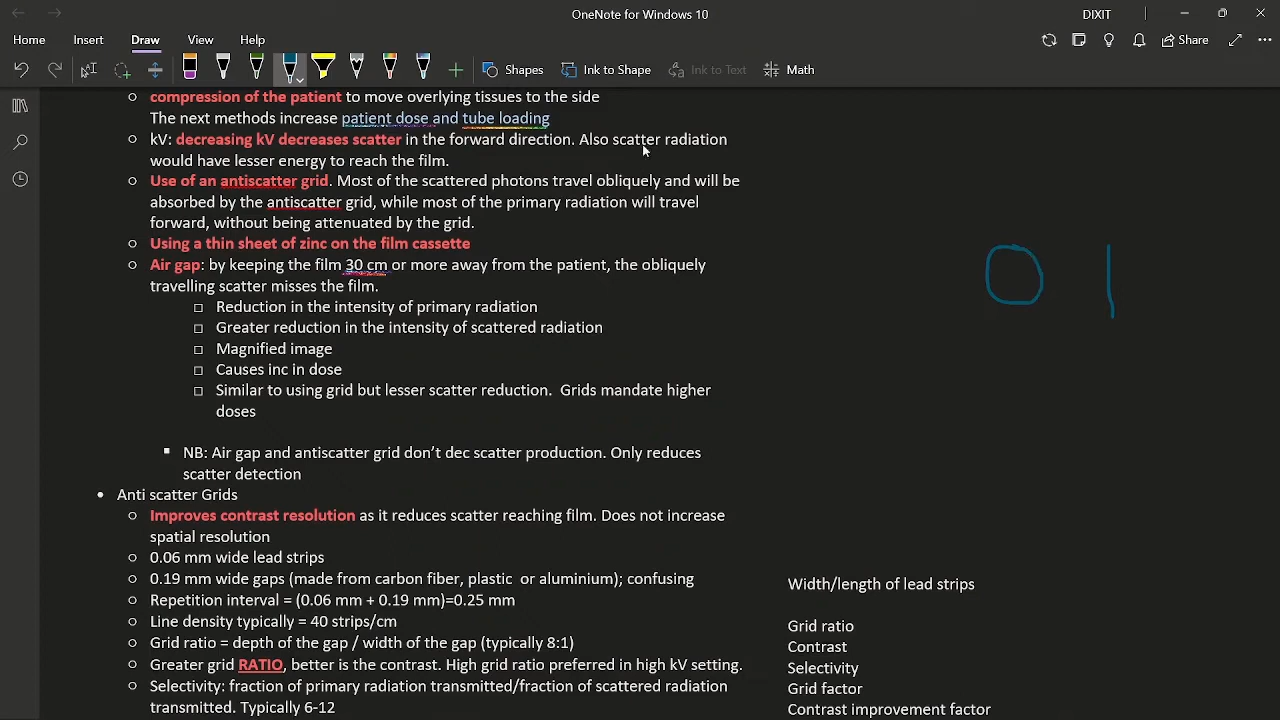 OneNote for Windows 10
DIXIT
Home Insert Draw View Help
Share
Shapes Ink to Shape Ink to Text Math
compression of the patient to move overlying tissues to the side
The next methods increase patient dose and tube loading
kV: decreasing kV decreases scatter in the forward direction. Also scatter radiation
would have lesser energy to reach the film.
Use of an antiscatter grid. Most of the scattered photons travel obliquely and will be
absorbed by the antiscatter grid, while most of the primary radiation will travel
forward, without being attenuated by the grid.
Using a thin sheet of zinc on the film cassette
Air gap: by keeping the film 30 cm or more away from the patient, the obliquely
travelling scatter misses the film.
Reduction in the intensity of primary radiation
Greater reduction in the intensity of scattered radiation
Magnified image
Causes inc in dose
Similar to using grid but lesser scatter reduction. Grids mandate higher
doses
NB: Air gap and antiscatter grid don't dec scatter production. Only reduces
scatter detection
Anti scatter Grids
Improves contrast resolution as it reduces scatter reaching film. Does not increase
spatial resolution
0.06 mm wide lead strips
0.19 mm wide gaps (made from carbon fiber, plastic or aluminium); confusing
Repetition interval = (0.06 mm + 0.19 mm)=0.25 mm
Line density typically = 40 strips/cm
Grid ratio = depth of the gap / width of the gap (typically 8:1)
Greater grid RATIO, better is the contrast. High grid ratio preferred in high kV setting.
Selectivity: fraction of primary radiation transmitted/fraction of scattered radiation
transmitted. Typically 6-12
Width/length of lead strips
Grid ratio
Contrast
Selectivity
Grid factor
Contrast improvement factor